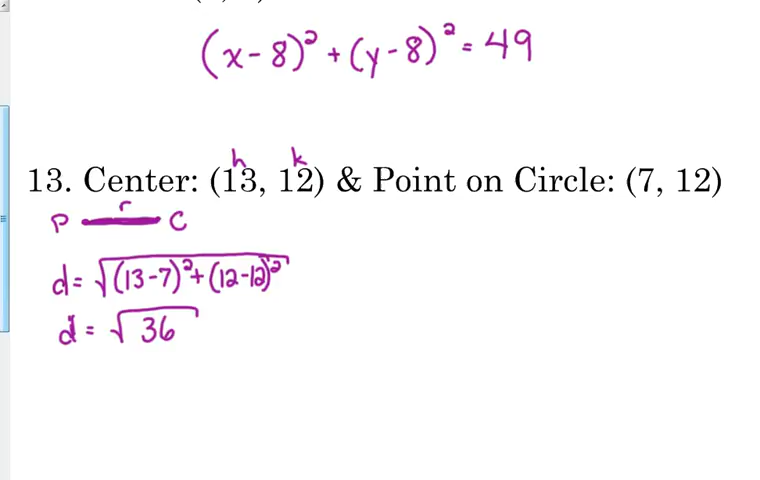 (x-8)² + (y-8)² = 49
h k
13. Center: (13, 12) & Point on Circle: (7, 12)
P r C
d = √(13-7)² + (12-12)²
d = √36